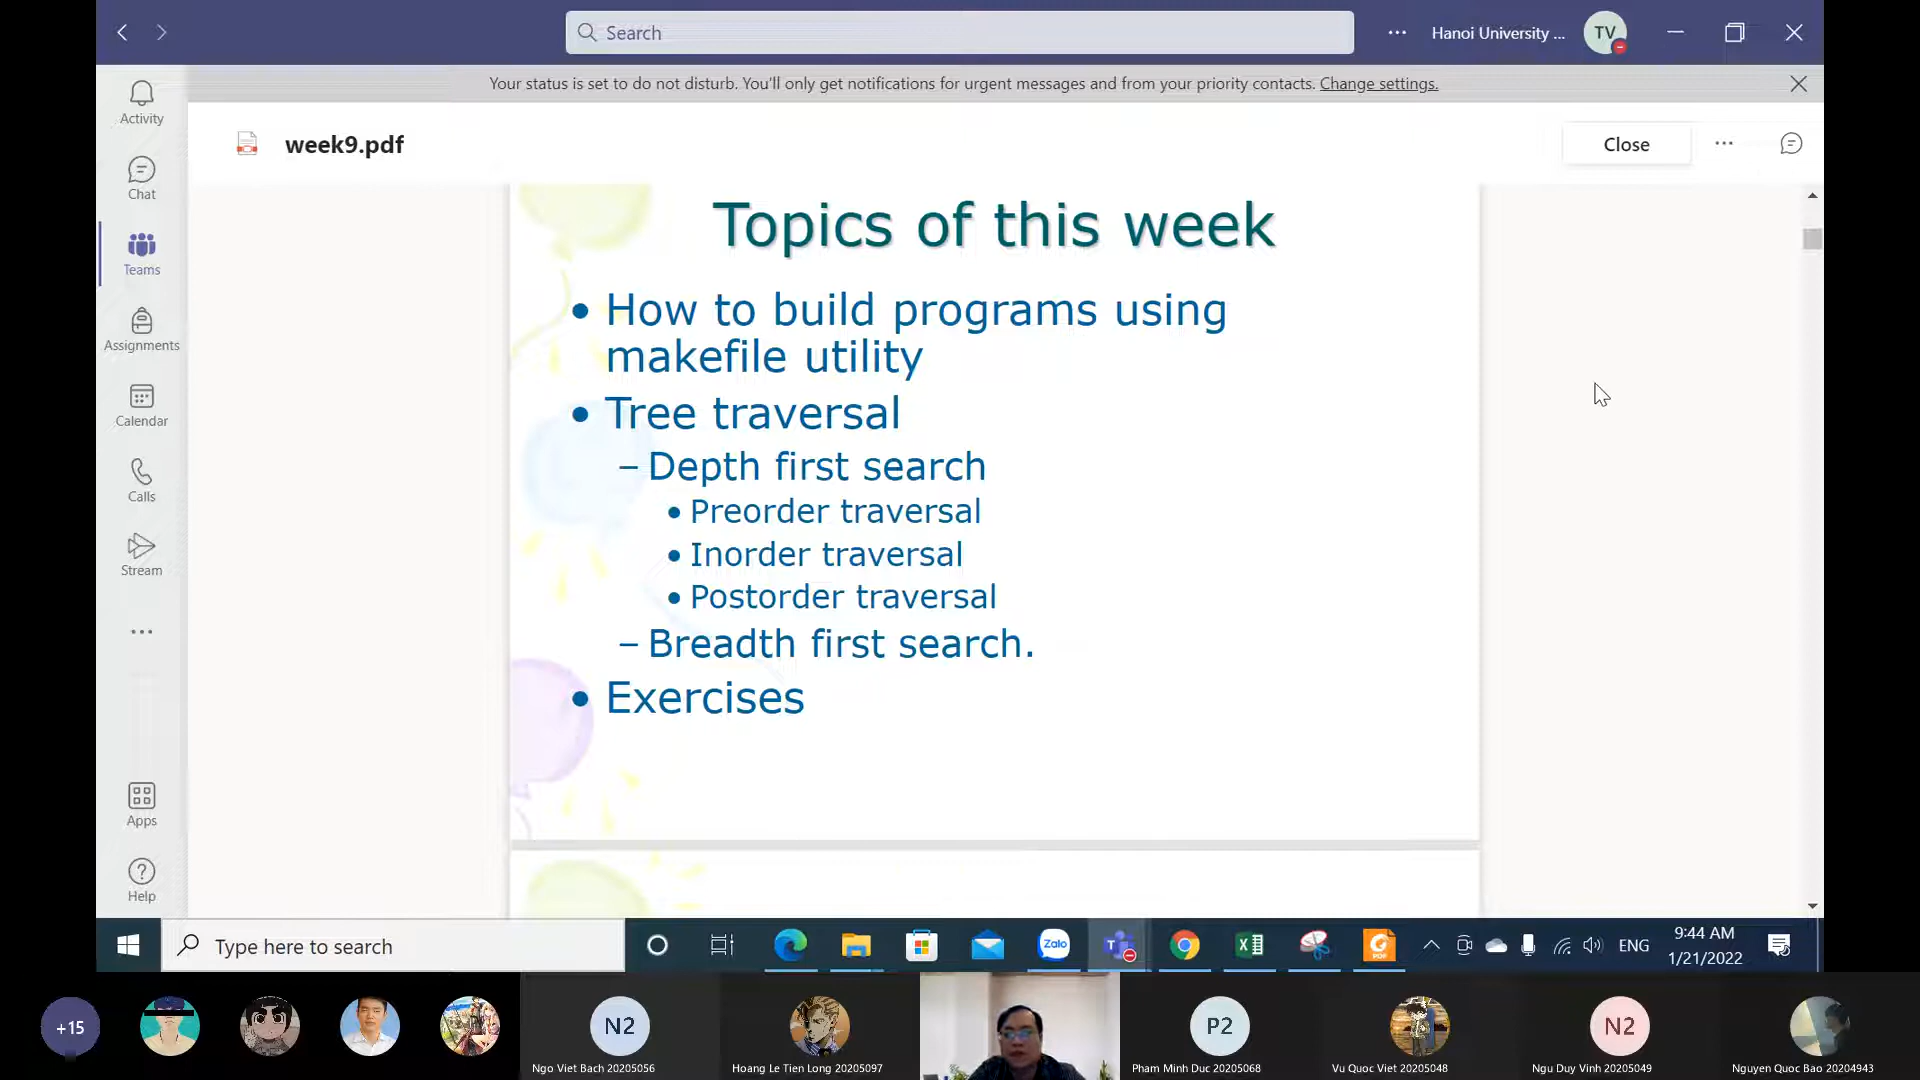 Search
Hanoi University ...
TV
Your status is set to do not disturb. You'll only get notifications for urgent messages and from your priority contacts. Change settings.
Activity
Chat
Teams
Assignments
Calendar
Calls
Stream
Apps
Help
week9.pdf
Close
Topics of this week
• How to build programs using
makefile utility
• Tree traversal
– Depth first search
• Preorder traversal
• Inorder traversal
• Postorder traversal
– Breadth first search.
• Exercises
Type here to search
Zalo
T
PDF
ENG
9:44 AM
1/21/2022
+15
N2
P2
N2
Ngo Viet Bach 20205056
Hoang Le Tien Long 20205097
Pham Minh Duc 20205068
Vu Quoc Viet 20205048
Ngu Duy Vinh 20205049
Nguyen Quoc Bao 20204943